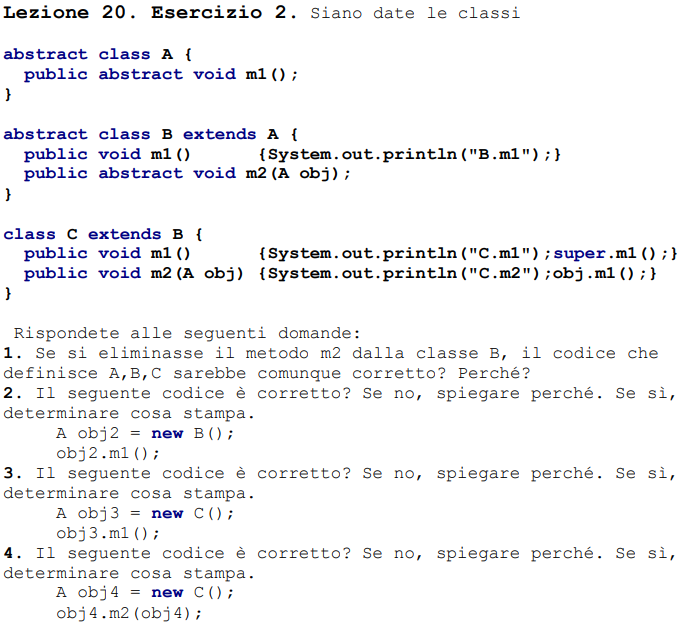 Lezione 20. Esercizio 2. Siano date le classi
abstract class A {
  public abstract void m1();
}
abstract class B extends A {
  public void m1()       {System.out.println("B.m1");}
  public abstract void m2(A obj);
}
class C extends B {
  public void m1()       {System.out.println("C.m1");super.m1();}
  public void m2(A obj) {System.out.println("C.m2");obj.m1();}
}
Rispondete alle seguenti domande:
1. Se si eliminasse il metodo m2 dalla classe B, il codice che
definisce A,B,C sarebbe comunque corretto? Perché?
2. Il seguente codice è corretto? Se no, spiegare perché. Se sì,
determinare cosa stampa.
     A obj2 = new B();
     obj2.m1();
3. Il seguente codice è corretto? Se no, spiegare perché. Se sì,
determinare cosa stampa.
     A obj3 = new C();
     obj3.m1();
4. Il seguente codice è corretto? Se no, spiegare perché. Se sì,
determinare cosa stampa.
     A obj4 = new C();
     obj4.m2(obj4);